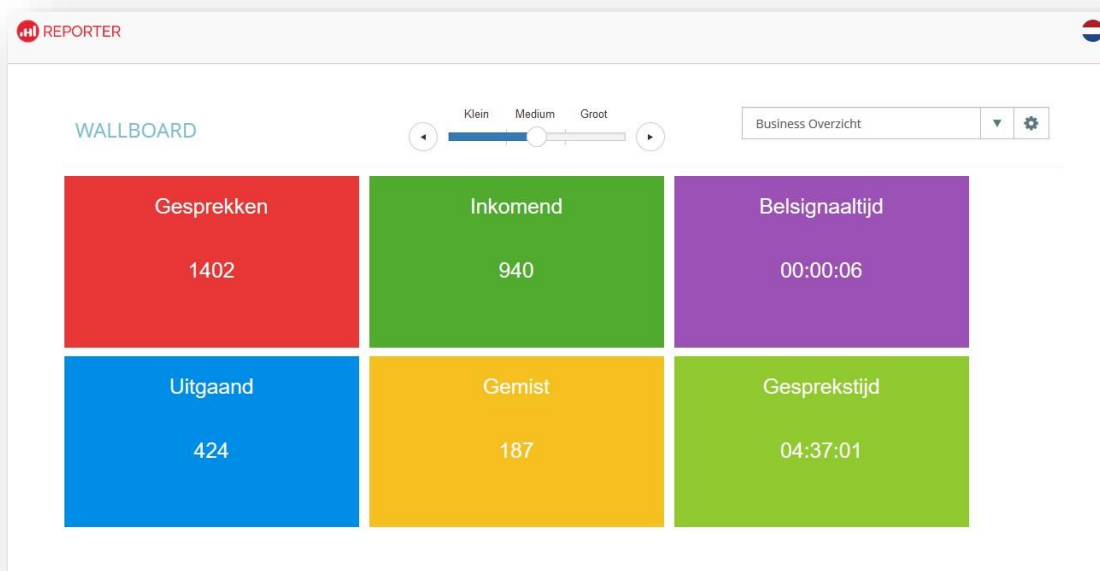 REPORTER
WALLBOARD
Klein Medium Groot
Business Overzicht
Gesprekken
1402
Inkomend
940
Belsignaaltijd
00:00:06
Uitgaand
424
Gemist
187
Gesprekstijd
04:37:01